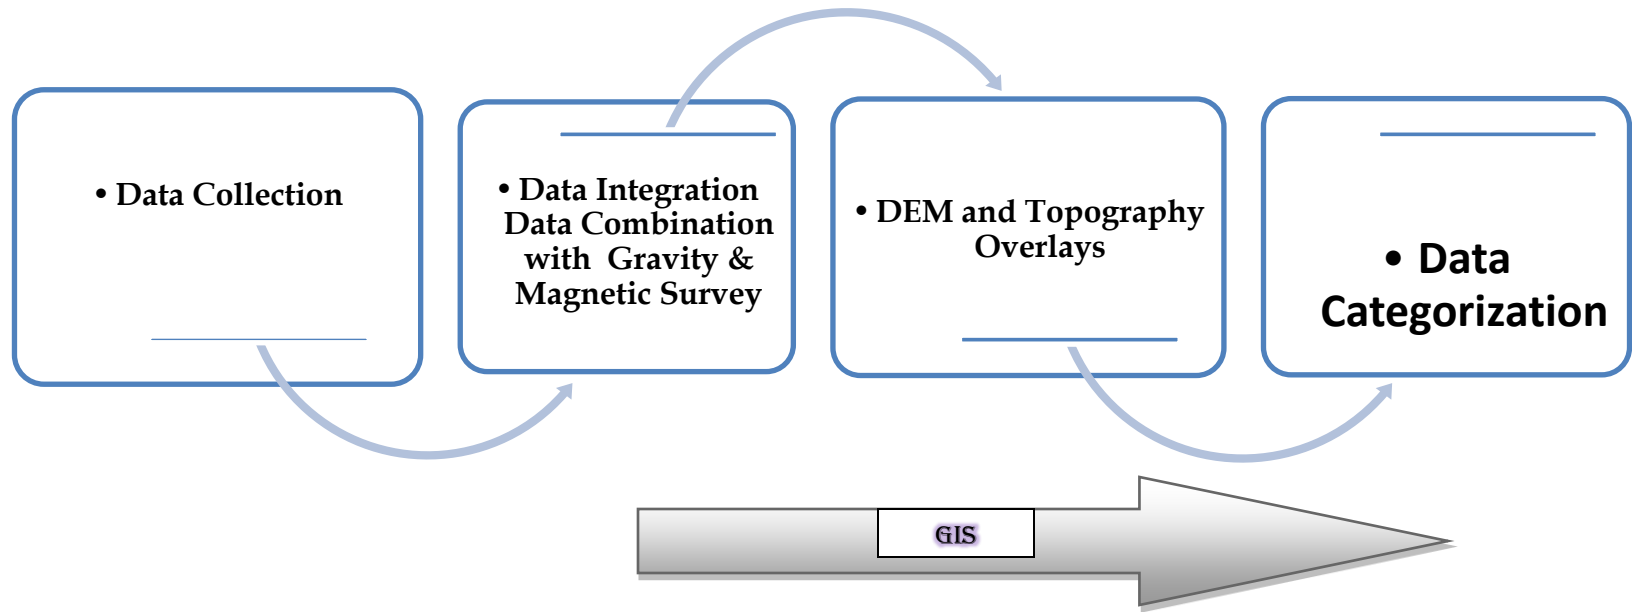 • Data Collection
• Data Integration
Data Combination
with Gravity &
Magnetic Survey
• DEM and Topography
Overlays
• Data
Categorization
GIS